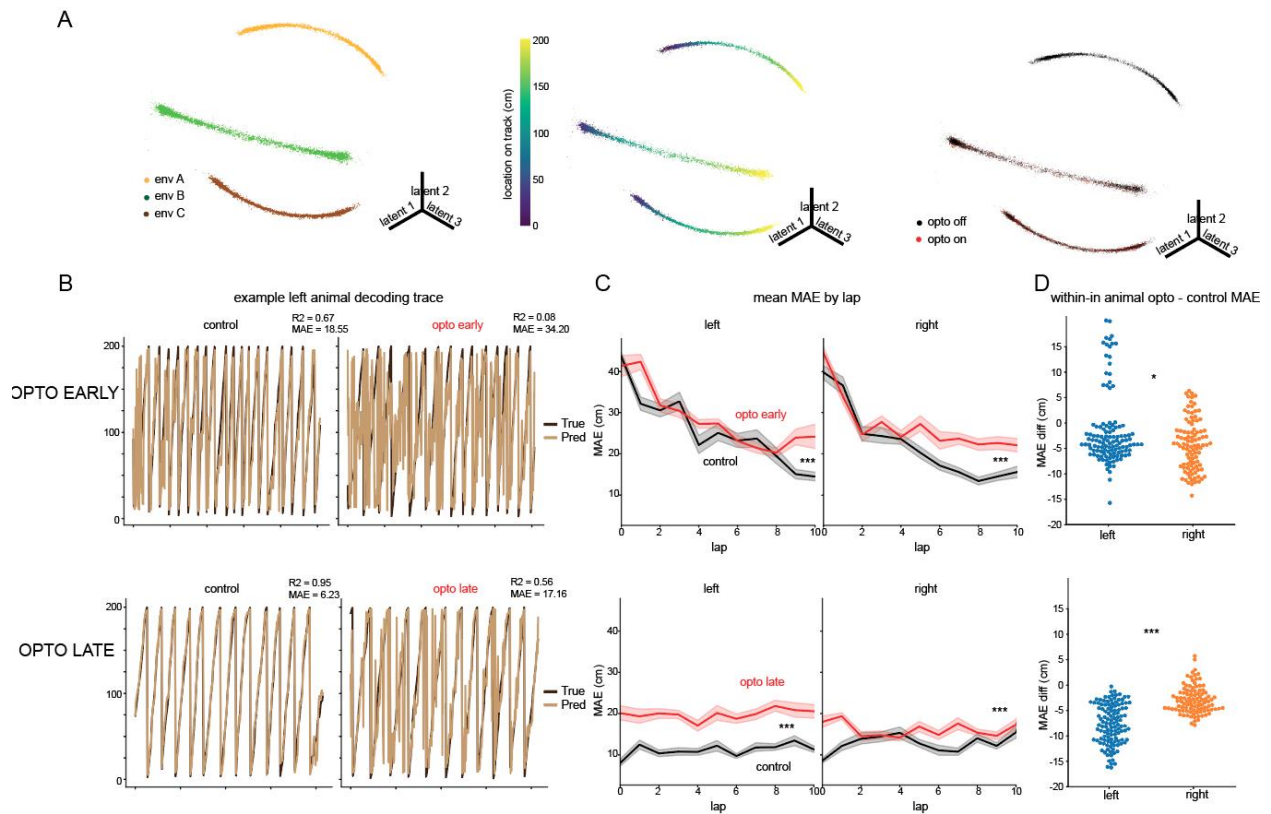 A
env A
env B
env C
latent 1
latent 2
latent 3
location on track (cm)
200
150
100
50
0
latent 1
latent 2
latent 3
opto off
opto on
latent 1
latent 2
latent 3
B
example left animal decoding trace
OPTO EARLY
control
R2 = 0.67
MAE = 18.55
opto early
R2 = 0.08
MAE = 34.20
200
100
0
True
Pred
C
mean MAE by lap
left
right
MAE (cm)
40
30
20
10
opto early
control
***
***
0 2 4 6 8 10
0 2 4 6 8 10
lap
lap
D
within-in animal opto - control MAE
MAE diff (cm)
15
10
5
0
-5
-10
-15
-20
*
left
right
OPTO LATE
control
R2 = 0.95
MAE = 6.23
opto late
R2 = 0.56
MAE = 17.16
200
100
0
True
Pred
left
right
MAE (cm)
40
30
20
10
opto late
control
***
***
0 2 4 6 8 10
0 2 4 6 8 10
lap
lap
MAE diff (cm)
15
10
5
0
-5
-10
-15
-20
***
left
right